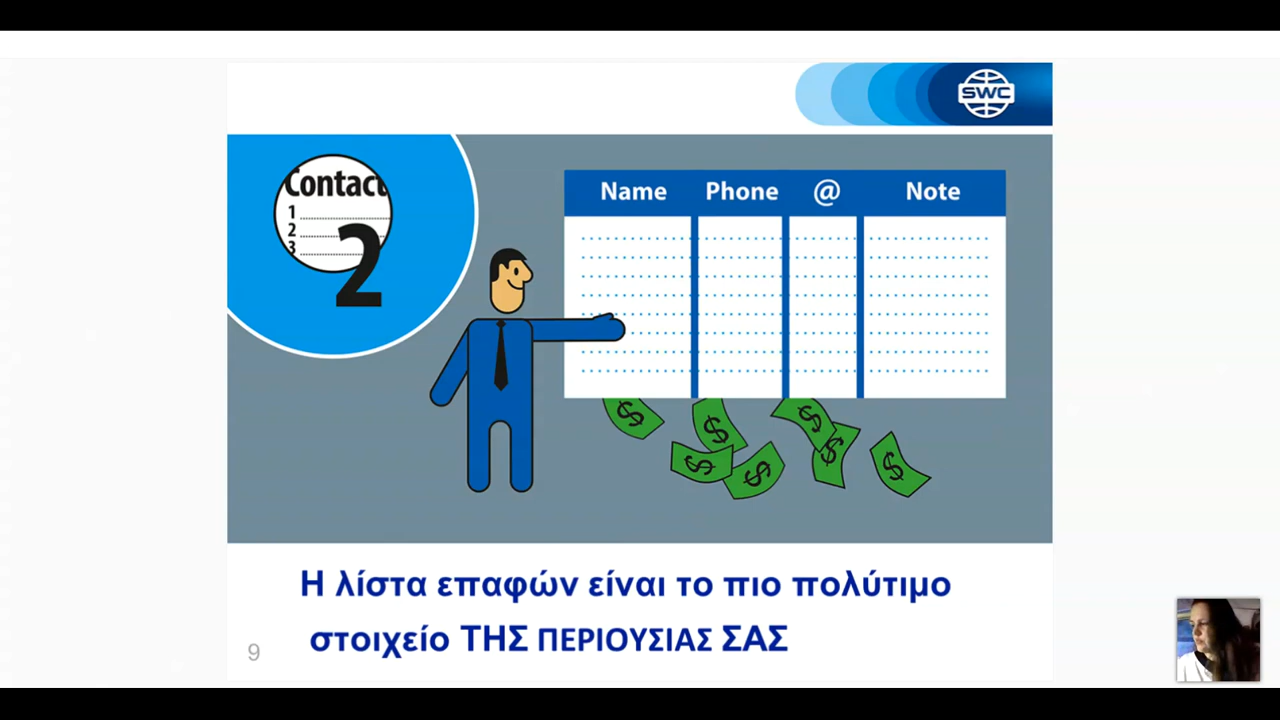 SWC
Contact
1
2
3
2
Name Phone @ Note
$ $ $ $ $ $ $
Η λίστα επαφών είναι το πιο πολύτιμο
στοιχείο ΤΗΣ ΠΕΡΙΟΥΣΙΑΣ ΣΑΣ
9